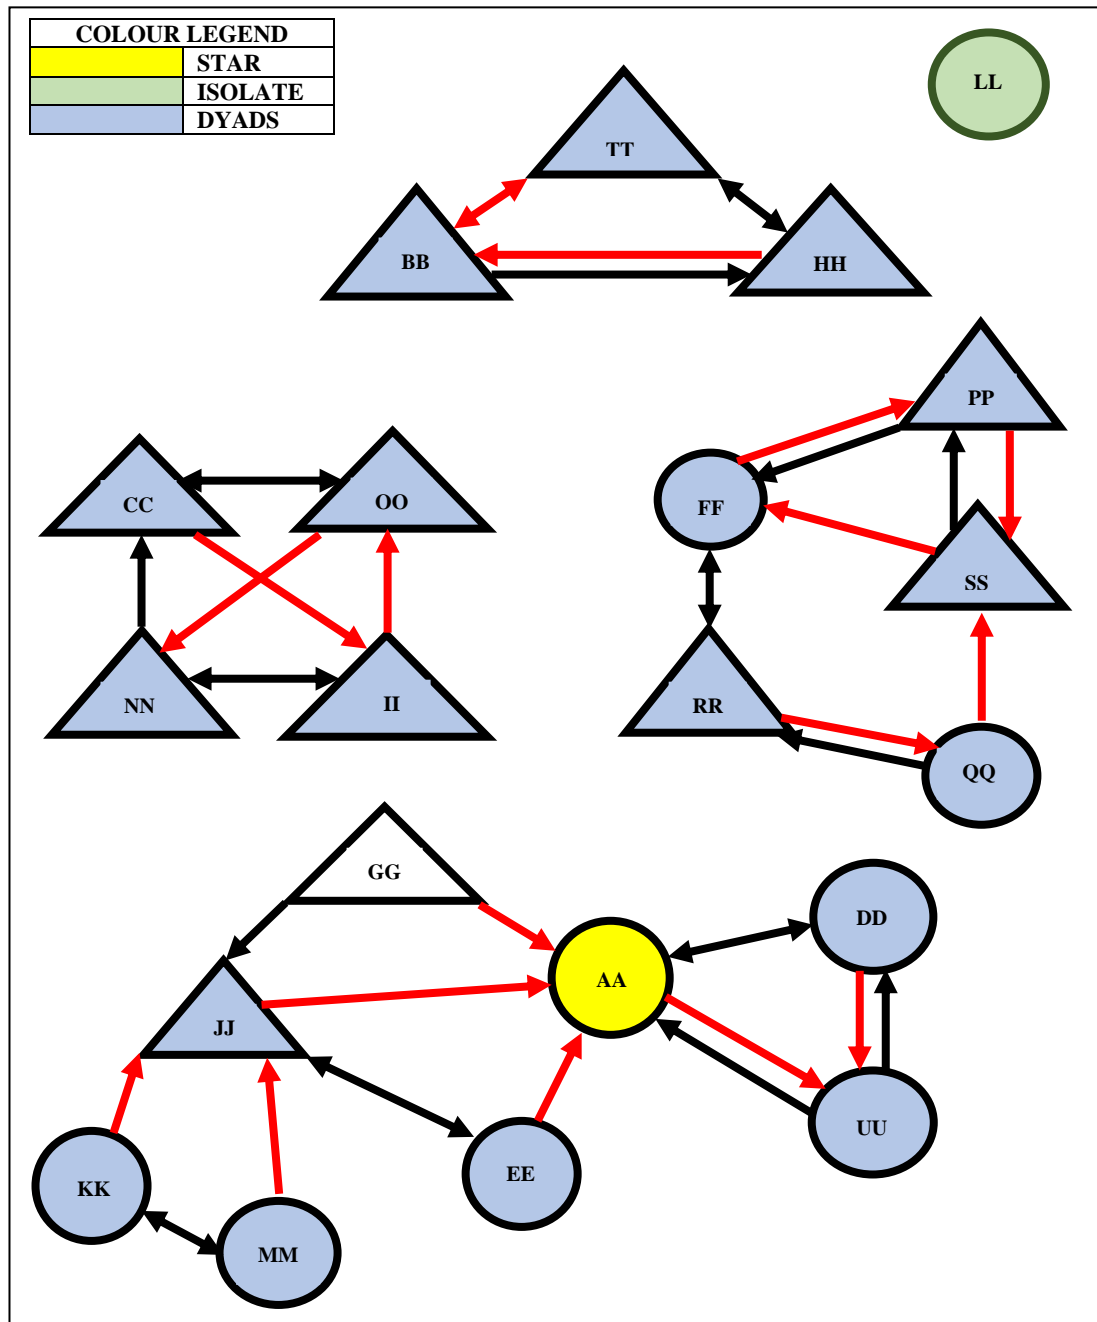 COLOUR LEGEND
STAR
ISOLATE
DYADS
LL
TT
BB
HH
PP
CC
OO
FF
SS
NN
II
RR
QQ
GG
DD
AA
JJ
UU
EE
KK
MM